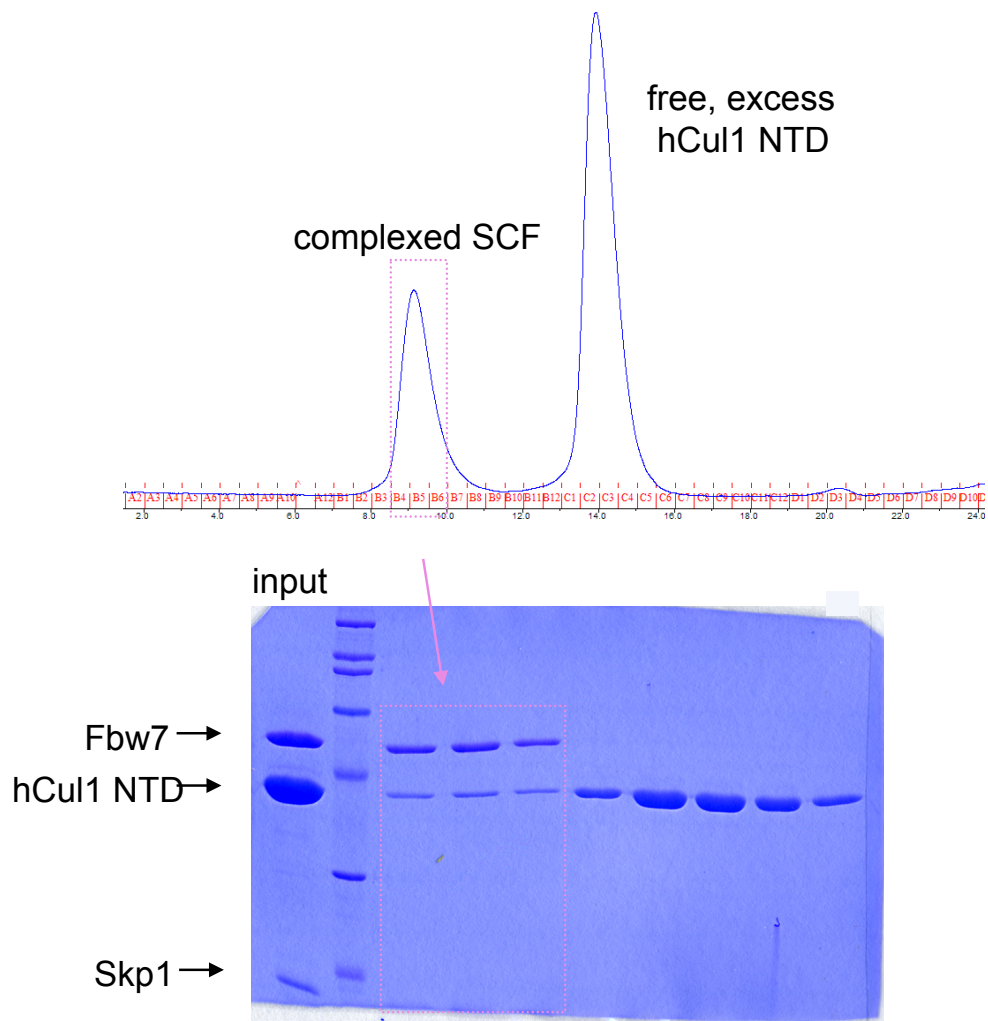 free, excess
hCul1 NTD
complexed SCF
A2 A3 A4 A5 A6 A7 A8 A9 A10 A12 B1 B2 B3 B4 B5 B6 B7 B8 B9 B10 B11 B12 C1 C2 C3 C4 C5 C6 C8 C9 C10 C11 C12 D1 D2 D3 D4 D5 D6 D7 D8 D9 D10
2.0 4.0 6.0 8.0 10.0 12.0 14.0 16.0 18.0 20.0 22.0 24.0
input
Fbw7
hCul1 NTD
Skp1